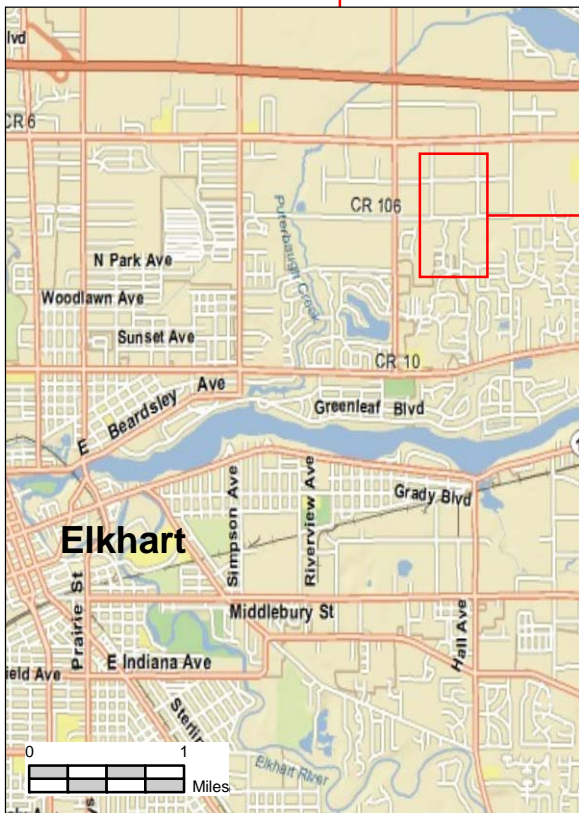 lvd
CR 6
CR 106
Puterbaugh Creek
N Park Ave
Woodlawn Ave
Sunset Ave
CR 10
E Beardsley Ave
Greenleaf Blvd
Simpson Ave
Riverview Ave
Grady Blvd
Elkhart
Prairie St
Middlebury St
Hall Ave
E Indiana Ave
ield Ave
Sterlin
0 1
Miles
Elkhart River